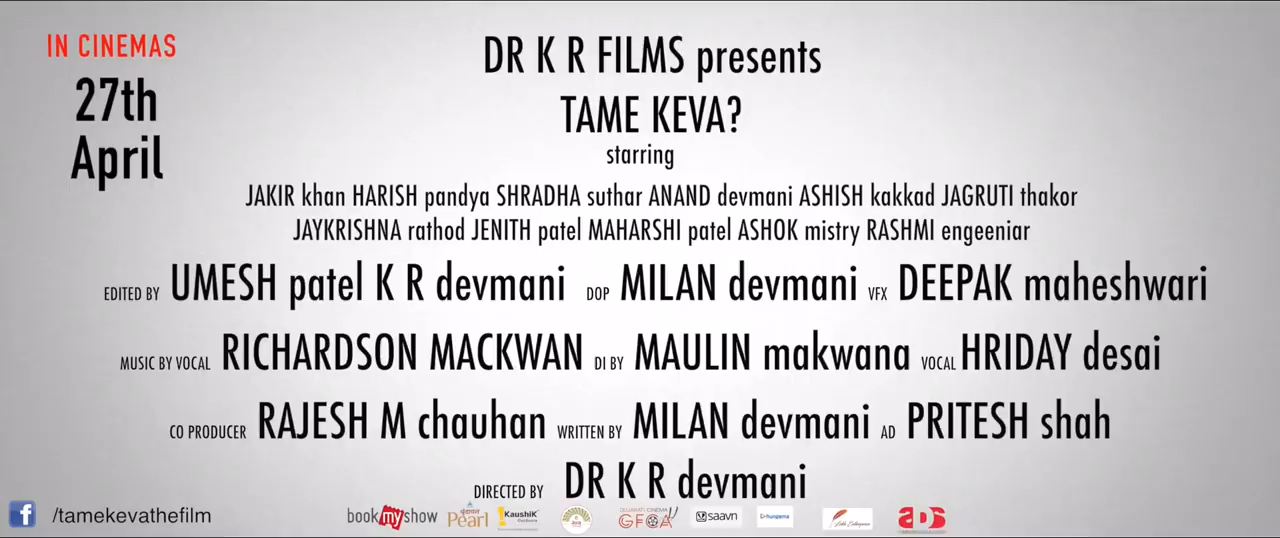 IN CINEMAS
27th
April
DR K R FILMS presents
TAME KEVA?
starring
JAKIR khan HARISH pandya SHRADHA suthar ANAND devmani ASHISH kakkad JAGRUTI thakor
JAYKRISHNA rathod JENITH patel MAHARSHI patel ASHOK mistry RASHMI engeeniar
EDITED BY UMESH patel K R devmani DOP MILAN devmani VFX DEEPAK maheshwari
MUSIC BY VOCAL RICHARDSON MACKWAN DI BY MAULIN makwana VOCAL HRIDAY desai
CO PRODUCER RAJESH M chauhan WRITTEN BY MILAN devmani AD PRITESH shah
DIRECTED BY DR K R devmani
/tamekevathefilm
bookmyshow
Pearl
KaushiK
GUJARATI CINEMA
GFCA
saavn
hungama
ADS